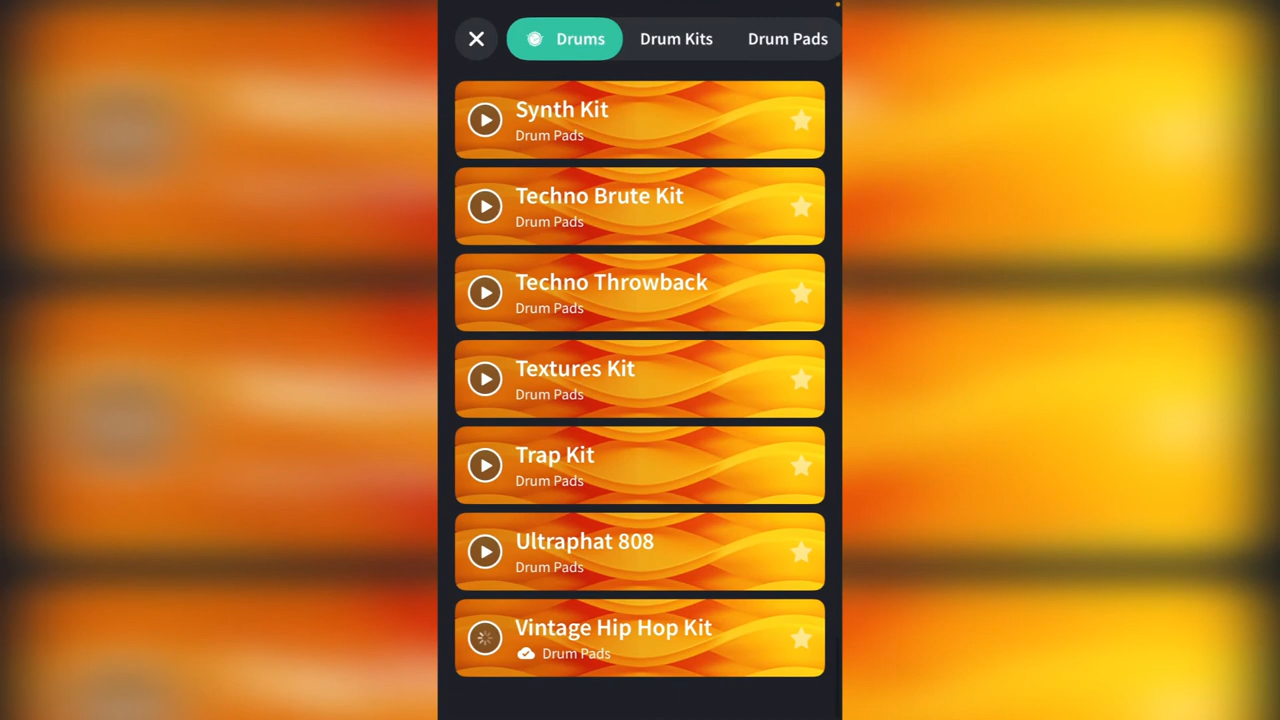 Drums
Drum Kits
Drum Pads
Synth Kit
Drum Pads
Techno Brute Kit
Drum Pads
Techno Throwback
Drum Pads
Textures Kit
Drum Pads
Trap Kit
Drum Pads
Ultraphat 808
Drum Pads
Vintage Hip Hop Kit
Drum Pads